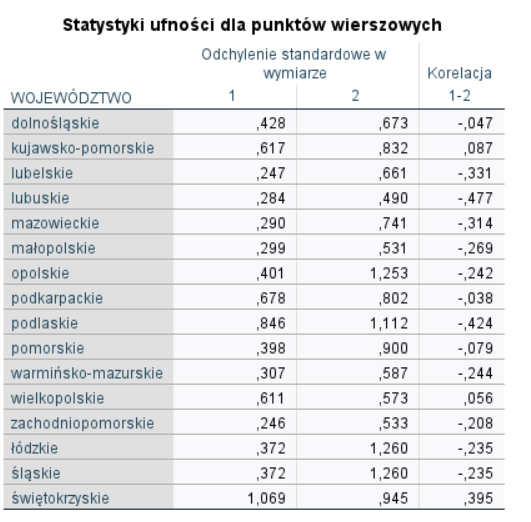 Statystyki ufności dla punktów wierszowych
Odchylenie standardowe w
wymiarze Korelacja
WOJEWÓDZTWO 1 2 1-2
dolnośląskie ,428 ,673 -,047
kujawsko-pomorskie ,617 ,832 ,087
lubelskie ,247 ,661 -,331
lubuskie ,284 ,490 -,477
mazowieckie ,290 ,741 -,314
małopolskie ,299 ,531 -,269
opolskie ,401 1,253 -,242
podkarpackie ,678 ,802 -,038
podlaskie ,846 1,112 -,424
pomorskie ,398 ,900 -,079
warmińsko-mazurskie ,307 ,587 -,244
wielkopolskie ,611 ,573 ,056
zachodniopomorskie ,246 ,533 -,208
łódzkie ,372 1,260 -,235
śląskie ,372 1,260 -,235
świętokrzyskie 1,069 ,945 ,395